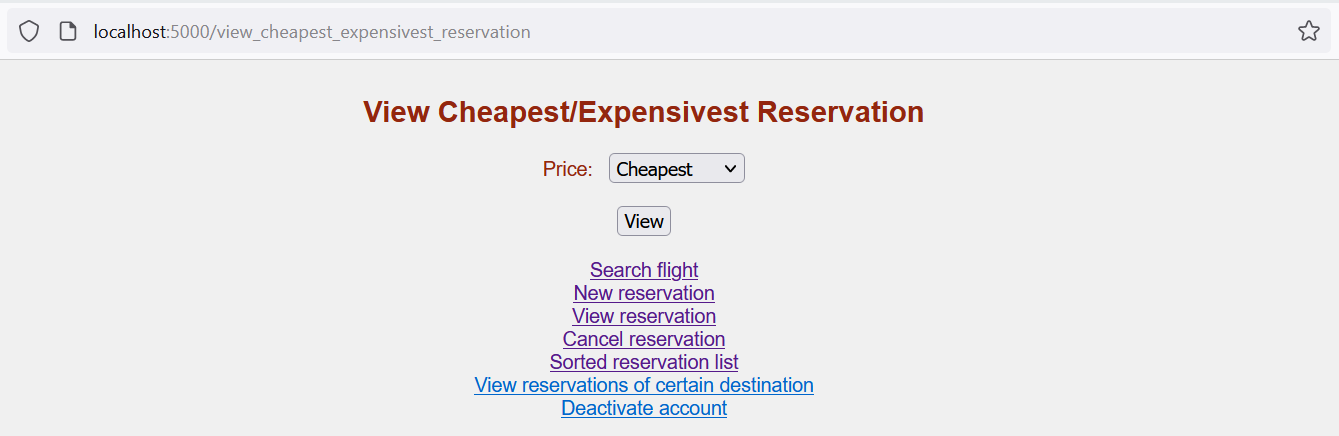 localhost:5000/view_cheapest_expensivest_reservation
View Cheapest/Expensivest Reservation
Price: Cheapest
View
Search flight
New reservation
View reservation
Cancel reservation
Sorted reservation list
View reservations of certain destination
Deactivate account